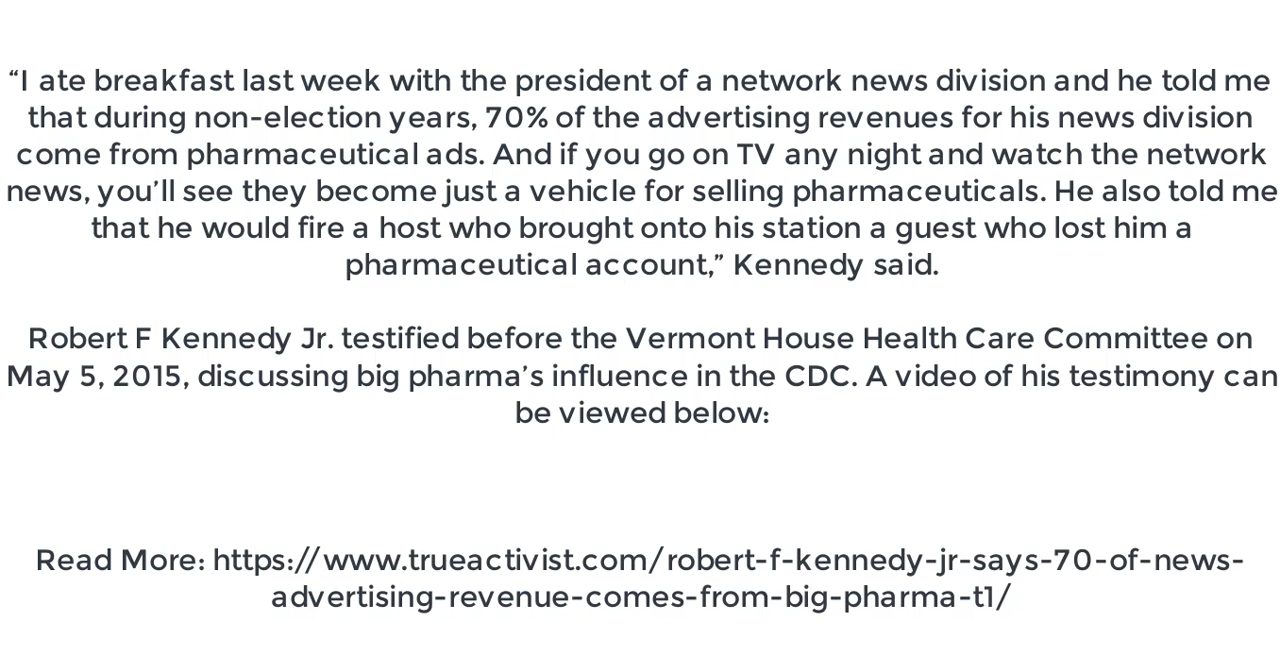 “I ate breakfast last week with the president of a network news division and he told me
that during non-election years, 70% of the advertising revenues for his news division
come from pharmaceutical ads. And if you go on TV any night and watch the network
news, you’ll see they become just a vehicle for selling pharmaceuticals. He also told me
that he would fire a host who brought onto his station a guest who lost him a
pharmaceutical account,” Kennedy said.
Robert F Kennedy Jr. testified before the Vermont House Health Care Committee on
May 5, 2015, discussing big pharma’s influence in the CDC. A video of his testimony can
be viewed below:
Read More: https://www.trueactivist.com/robert-f-kennedy-jr-says-70-of-news-
advertising-revenue-comes-from-big-pharma-t1/